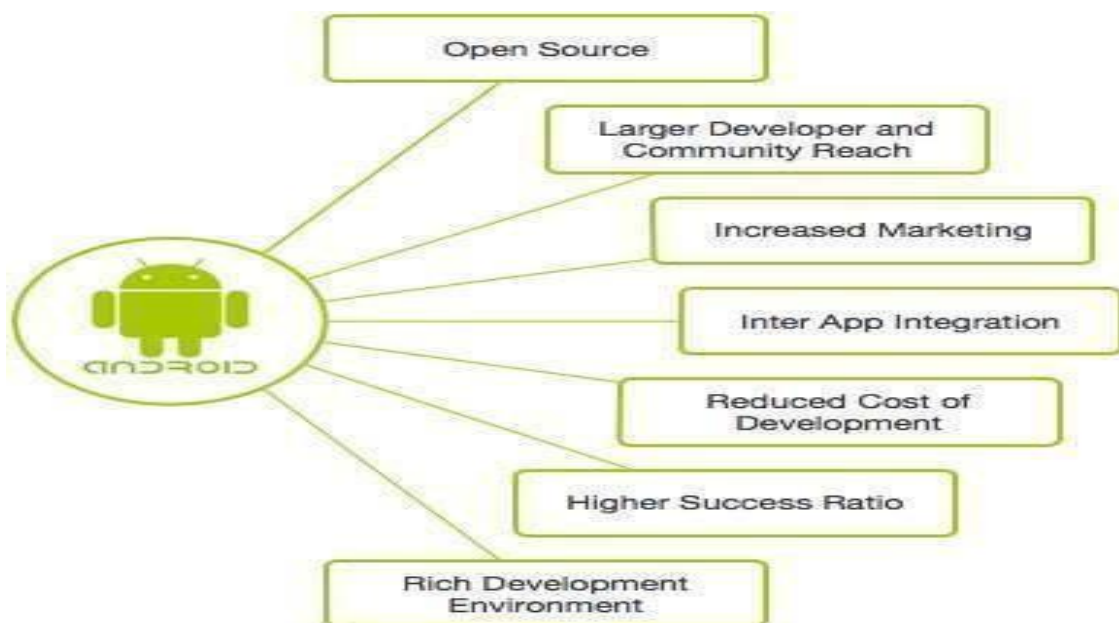 Open Source
Larger Developer and
Community Reach
Increased Marketing
Inter App Integration
ANDROID
Reduced Cost of
Development
Higher Success Ratio
Rich Development
Environment